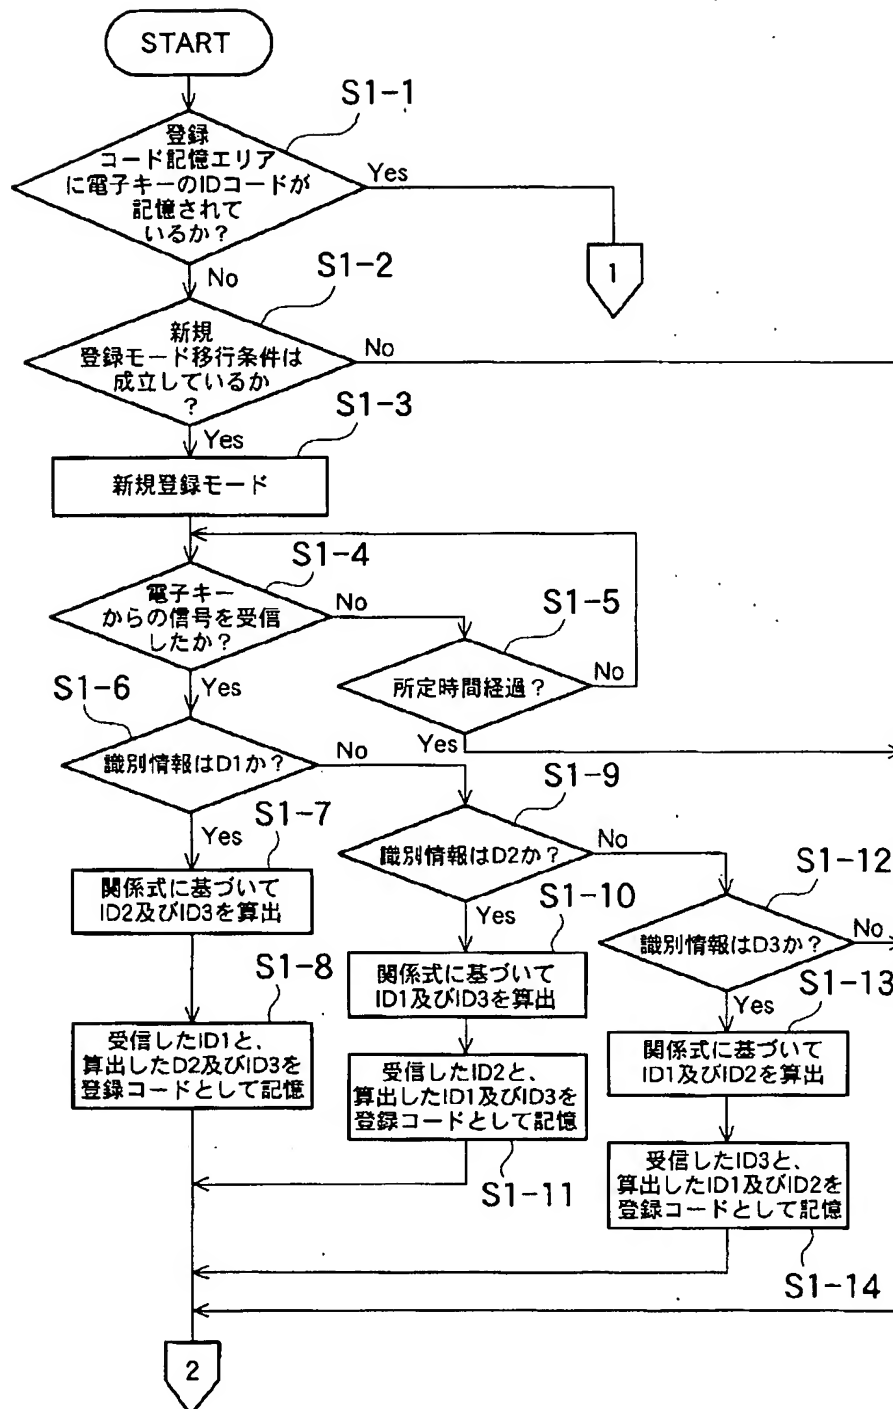 START
S1-1
登録
コード記憶エリア
に電子キーのIDコードが
記憶されて
いるか？
Yes
1
No
S1-2
新規
登録モード移行条件は
成立しているか
？
No
Yes
S1-3
新規登録モード
S1-4
電子キー
からの信号を受信
したか？
No
S1-5
所定時間経過？
No
Yes
Yes
S1-6
識別情報はD1か？
No
Yes
S1-7
関係式に基づいて
ID2及びID3を算出
S1-8
受信したID1と、
算出したD2及びID3を
登録コードとして記憶
S1-9
識別情報はD2か？
No
Yes
S1-10
関係式に基づいて
ID1及びID3を算出
受信したID2と、
算出したID1及びID3を
登録コードとして記憶
S1-11
S1-12
識別情報はD3か？
No
Yes
S1-13
関係式に基づいて
ID1及びID2を算出
受信したID3と、
算出したID1及びID2を
登録コードとして記憶
S1-14
2